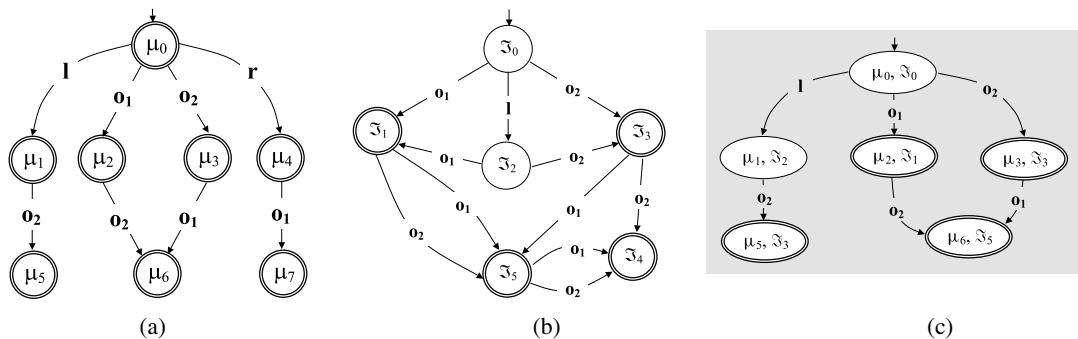 μ₀
l
o₁
o₂
r
μ₁
μ₂
μ₃
μ₄
o₂
o₂
o₁
o₁
μ₅
μ₆
μ₇
(a)
ℑ₀
o₁
l
o₂
ℑ₁
ℑ₃
o₁
ℑ₂
o₂
o₁
o₁
o₂
o₂
ℑ₅
o₁
ℑ₄
o₂
(b)
μ₀, ℑ₀
l
o₁
o₂
μ₁, ℑ₂
μ₂, ℑ₁
μ₃, ℑ₃
o₂
o₂
o₁
μ₅, ℑ₃
μ₆, ℑ₅
(c)